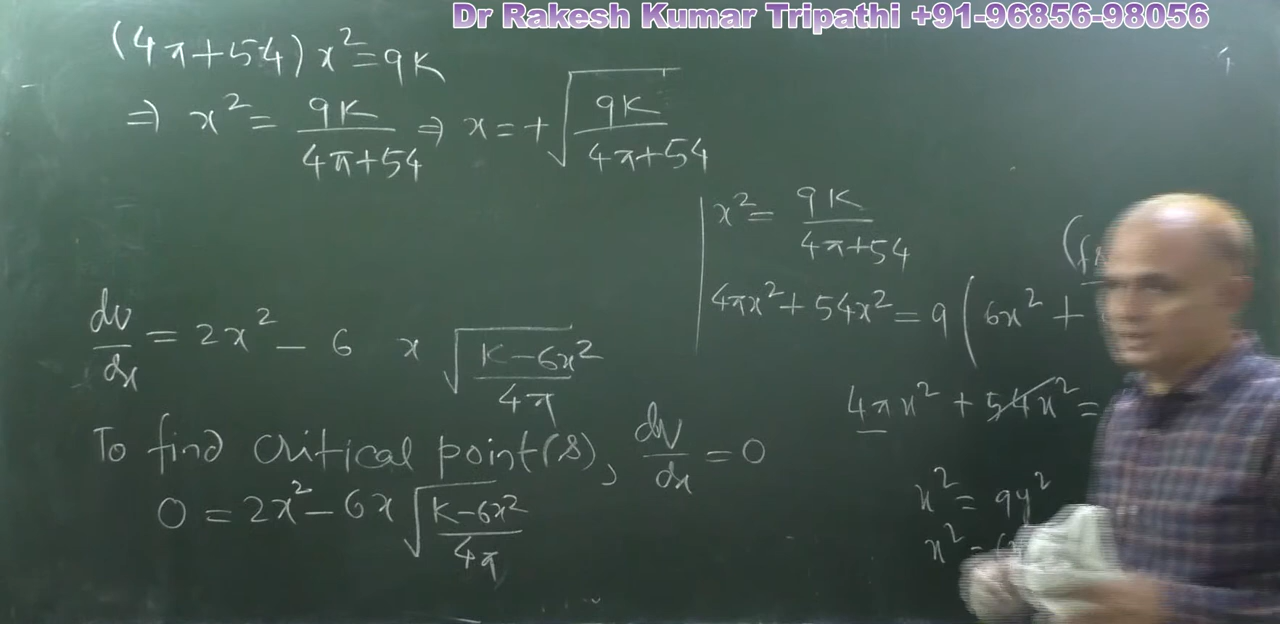 Dr Rakesh Kumar Tripathi +91-96856-98056
(4π+54) x²=9K
⇒ x² = 9K/(4π+54) ⇒ x = +√(9K/(4π+54))
x² = 9K/(4π+54)
4πx² + 54x² = 9(6x² +
dv/dx = 2x² − 6 x √((K−6x²)/4π)
4πx² + 54x² =
To find critical point(s), dv/dx = 0
0 = 2x² − 6x √((K−6x²)/4π)
x² = 9y²
x² =